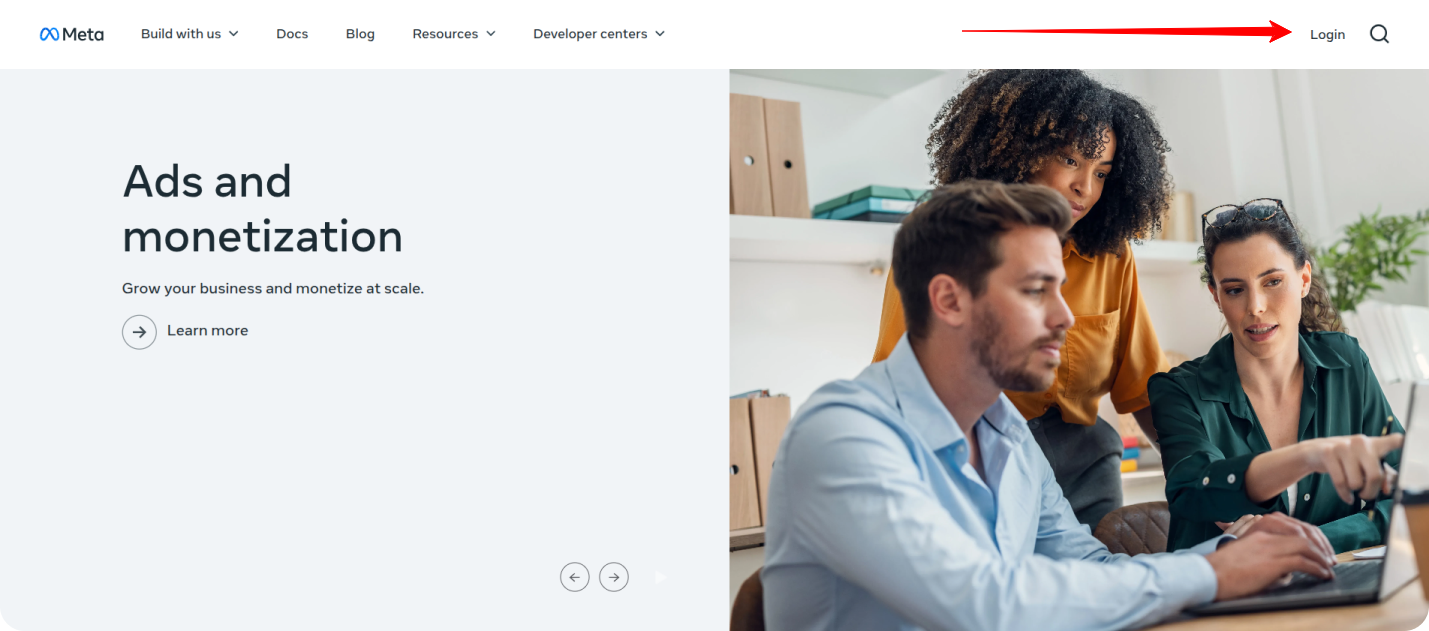 Meta
Build with us
Docs
Blog
Resources
Developer centers
Login
Ads and
monetization
Grow your business and monetize at scale.
Learn more